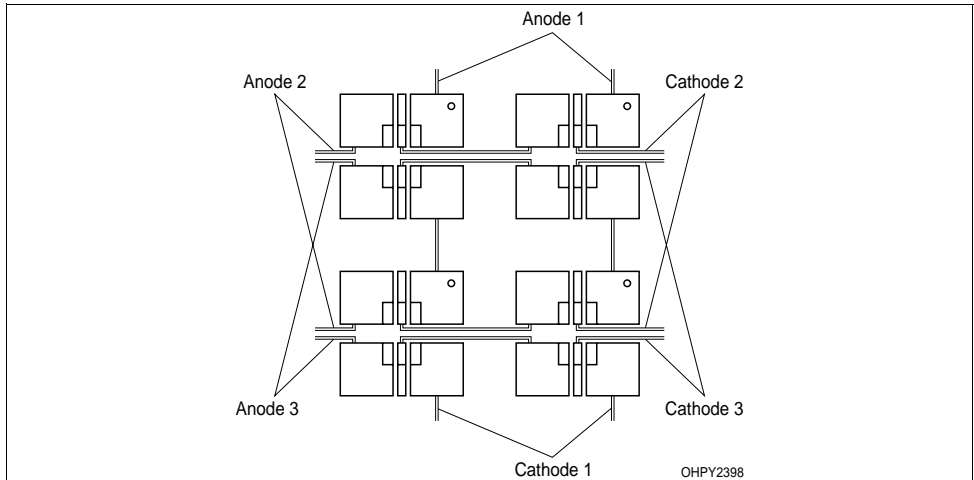 Anode 1
Anode 2
Cathode 2
Anode 3
Cathode 3
Cathode 1
OHPY2398